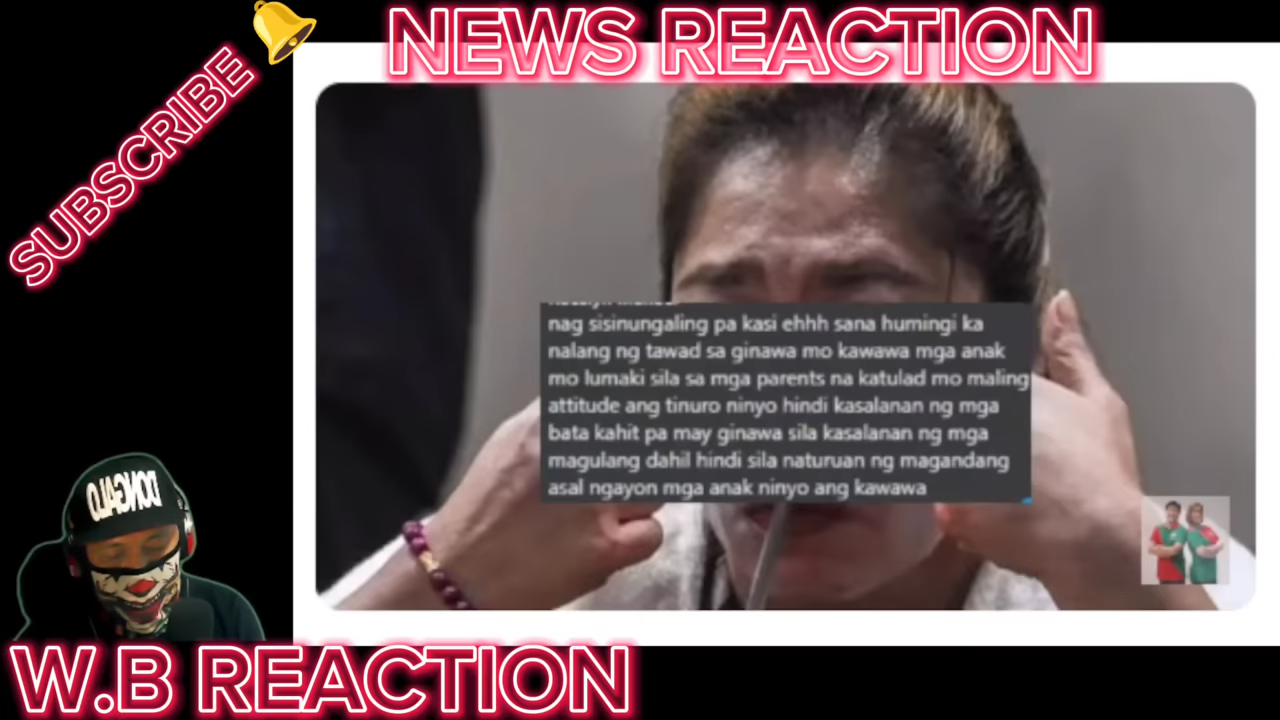 NEWS REACTION
SUBSCRIBE
nag sisinungaling pa kasi ehhh sana humingi ka
nalang ng tawad sa ginawa mo kawawa mga anak
mo lumaki sila sa mga parents na katulad mo maling
attitude ang tinuro ninyo hindi kasalanan ng mga
bata kahit pa may ginawa sila kasalanan ng mga
magulang dahil hindi sila naturuan ng magandang
asal ngayon mga anak ninyo ang kawawa
DONGALO
W.B REACTION